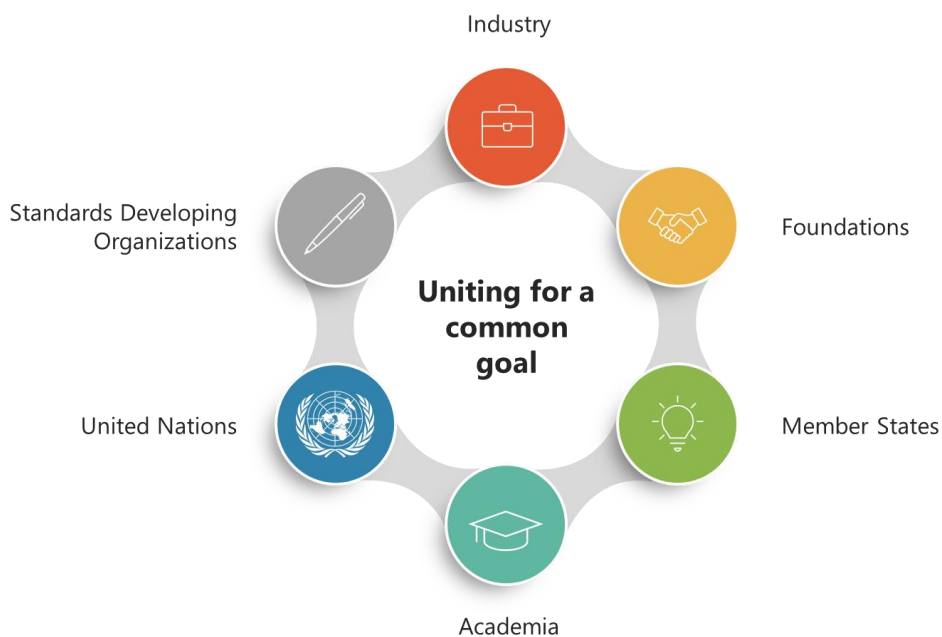 Industry
Standards Developing
Organizations
Foundations
Uniting for a
common
goal
United Nations
Member States
Academia